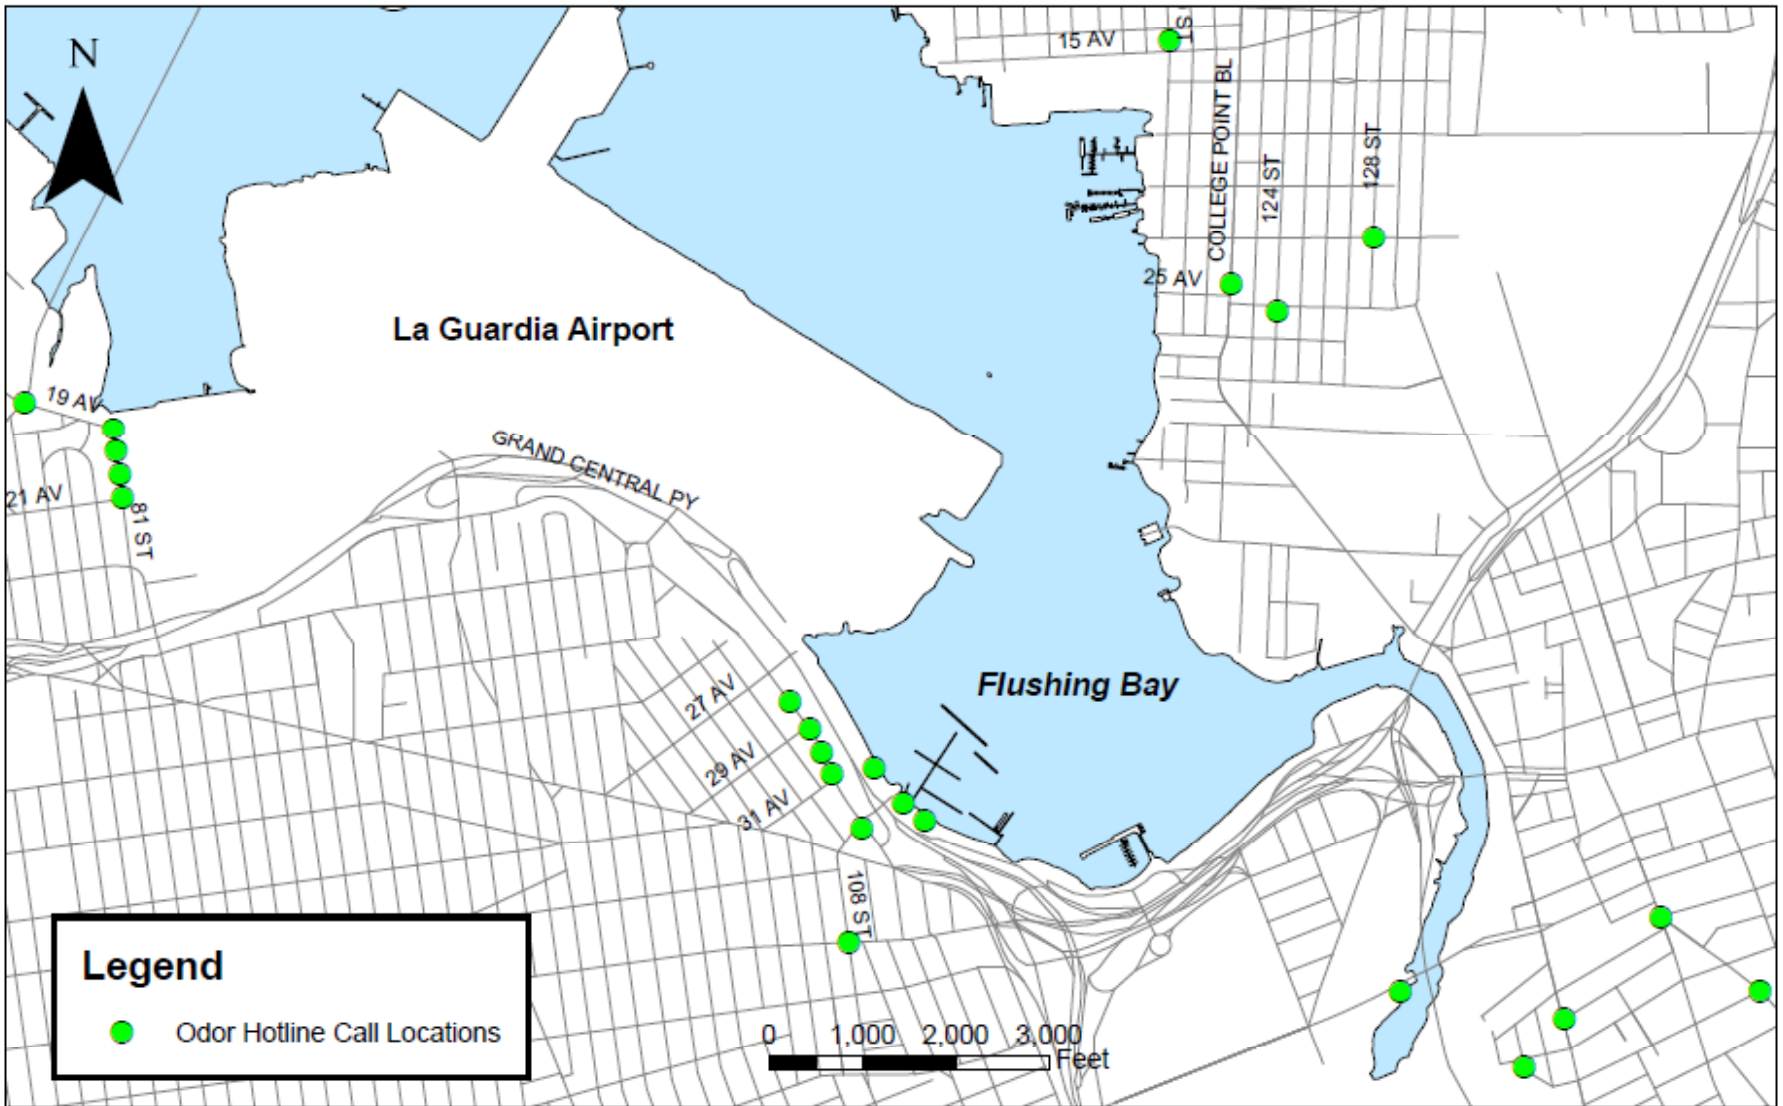 N
15 AV
ST
COLLEGE POINT BL
124 ST
128 ST
25 AV
La Guardia Airport
19 AV
GRAND CENTRAL PY
21 AV
81 ST
27 AV
Flushing Bay
29 AV
31 AV
108 ST
Legend
Odor Hotline Call Locations
0 1,000 2,000 3,000
Feet